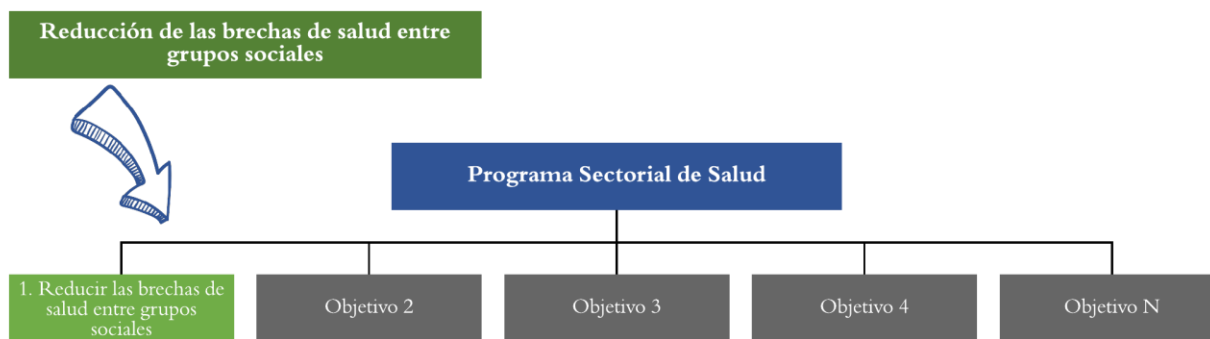 Reducción de las brechas de salud entre
grupos sociales
Programa Sectorial de Salud
1. Reducir las brechas de
salud entre grupos
sociales
Objetivo 2
Objetivo 3
Objetivo 4
Objetivo N